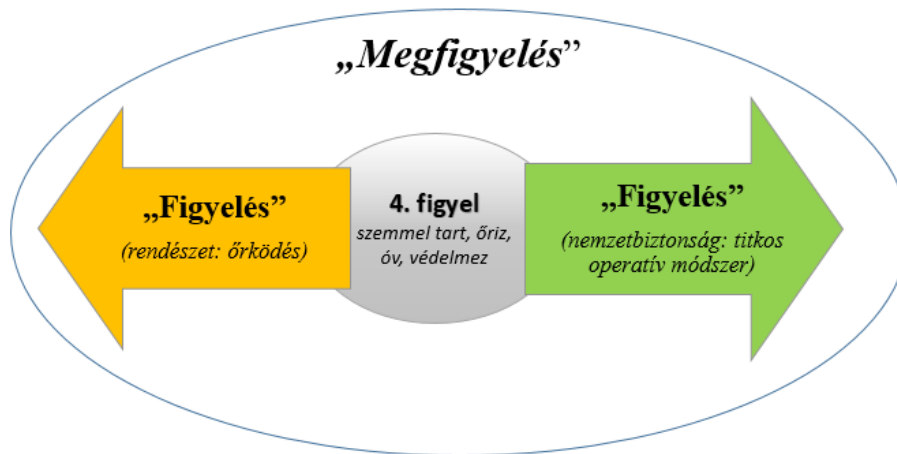 „Megfigyelés”
„Figyelés”
(rendészet: őrködés)
4. figyel
szemmel tart, őriz,
óv, védelmez
„Figyelés”
(nemzetbiztonság: titkos
operatív módszer)